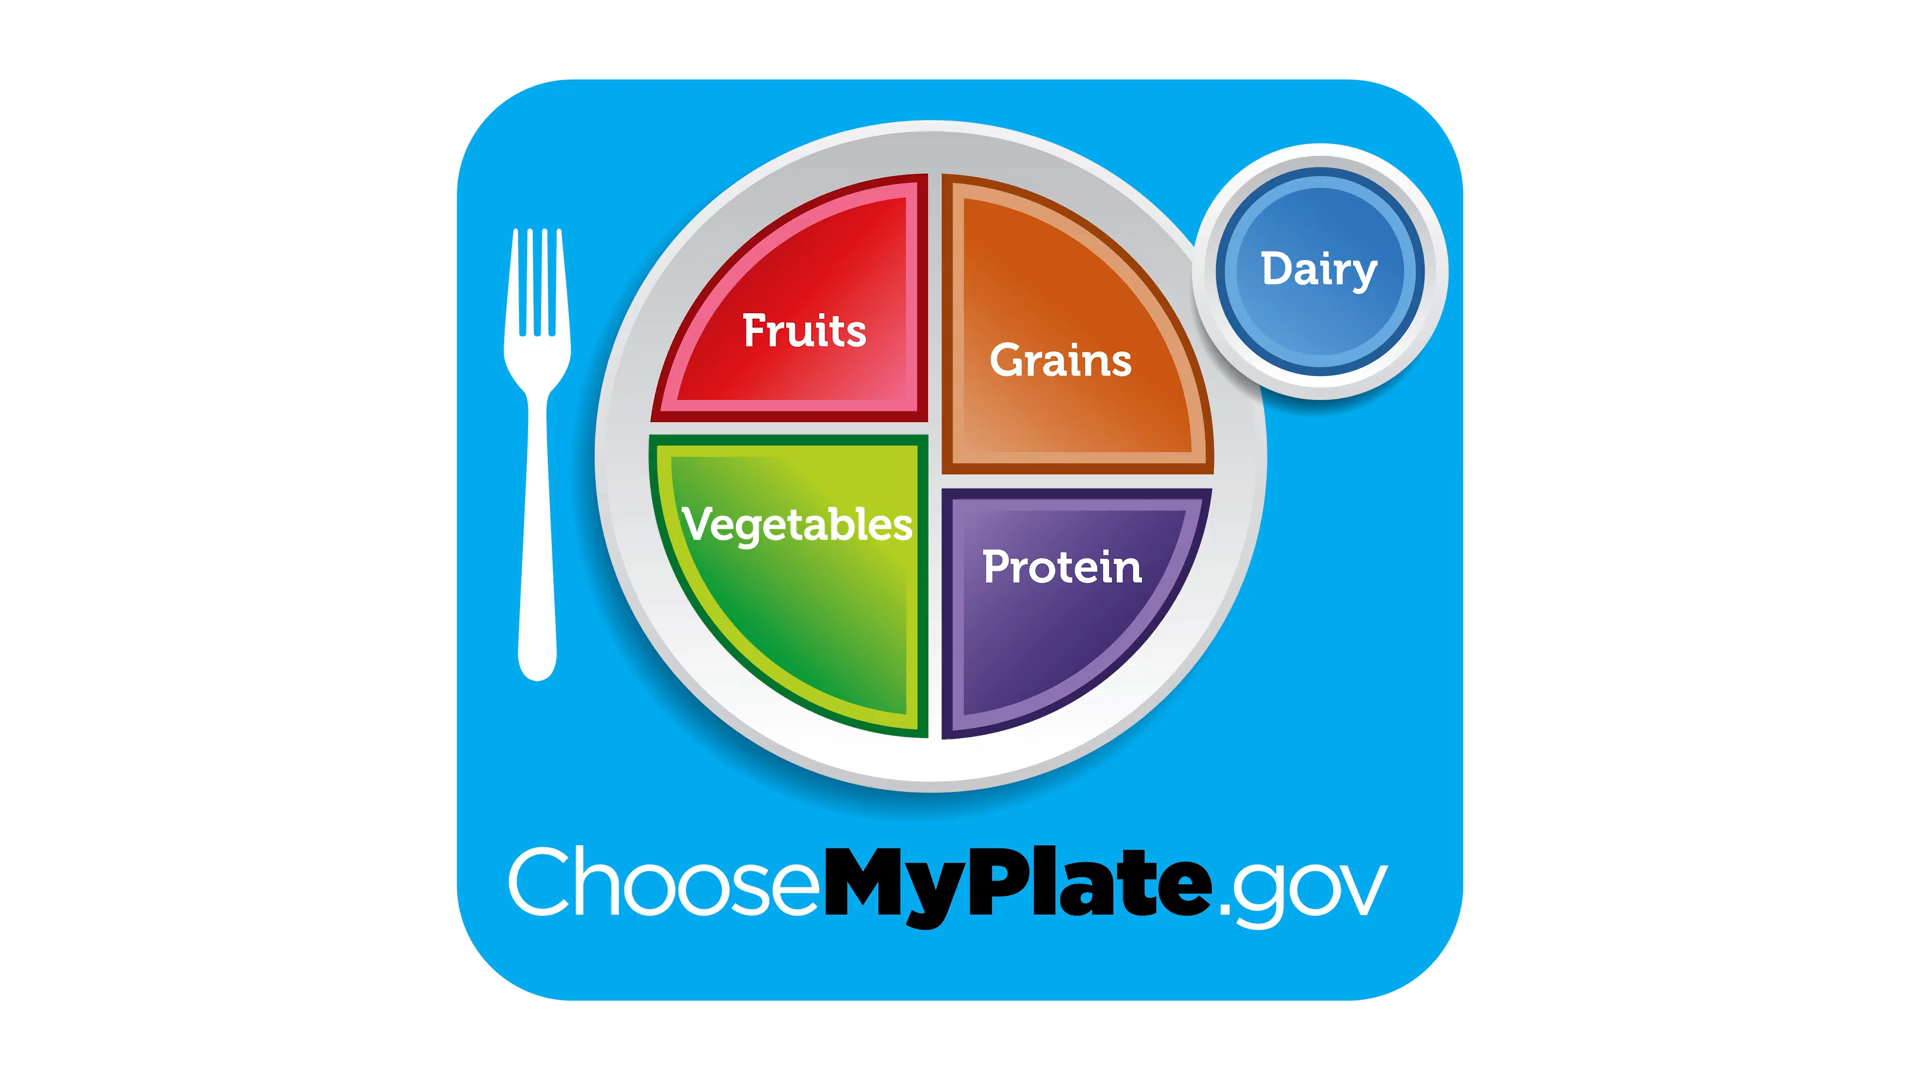 Fruits
Grains
Dairy
Vegetables
Protein
ChooseMyPlate.gov